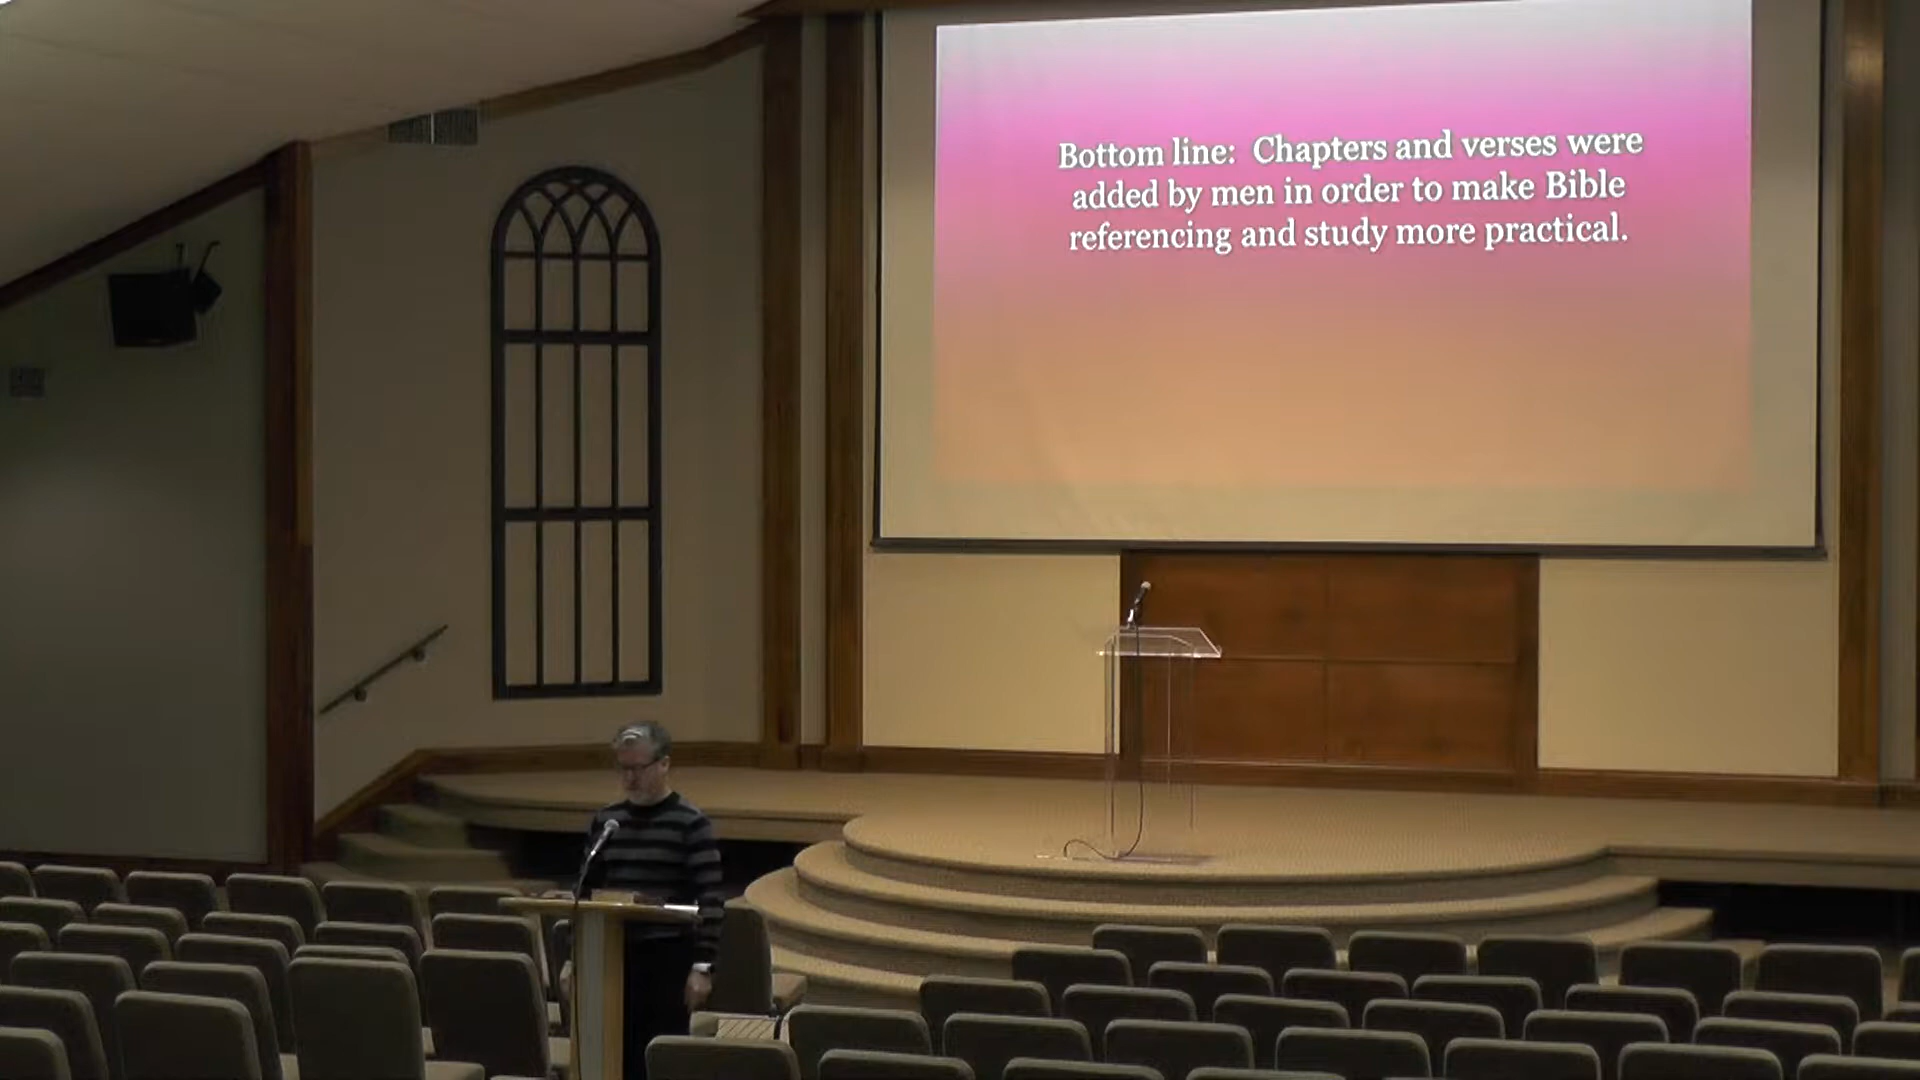 Bottom line:  Chapters and verses were
added by men in order to make Bible
referencing and study more practical.